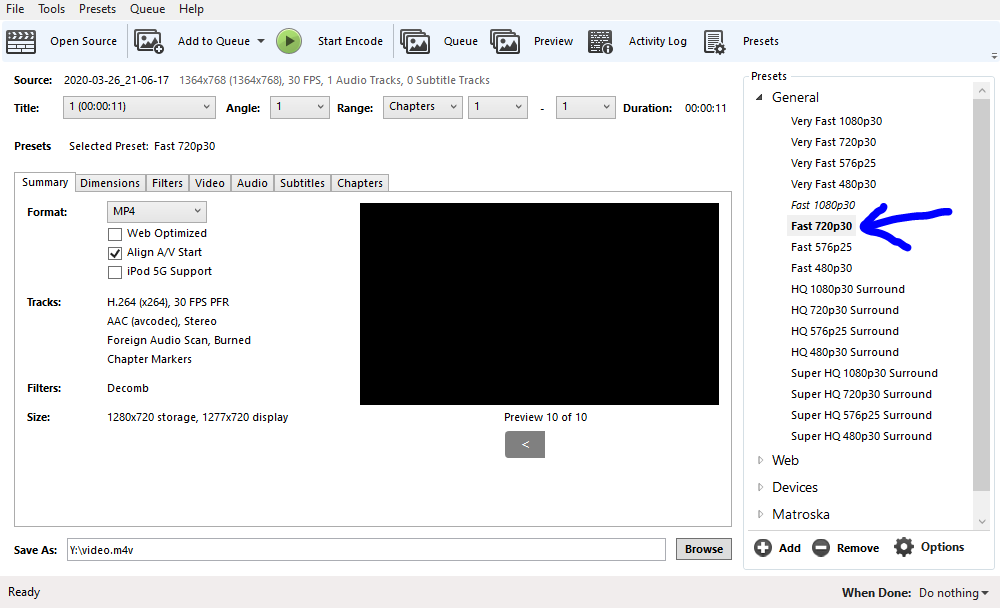 File Tools Presets Queue Help
Open Source Add to Queue Start Encode Queue Preview Activity Log Presets
Source: 2020-03-26_21-06-17 1364x768 (1364x768), 30 FPS, 1 Audio Tracks, 0 Subtitle Tracks
Title: 1 (00:00:11) Angle: 1 Range: Chapters 1 - 1 Duration: 00:00:11
Presets Selected Preset: Fast 720p30
Summary Dimensions Filters Video Audio Subtitles Chapters
Format: MP4
Web Optimized
Align A/V Start
iPod 5G Support
Tracks: H.264 (x264), 30 FPS PFR
AAC (avcodec), Stereo
Foreign Audio Scan, Burned
Chapter Markers
Filters: Decomb
Size: 1280x720 storage, 1277x720 display
Preview 10 of 10
<
Save As: Y:\video.m4v Browse
Presets
General
Very Fast 1080p30
Very Fast 720p30
Very Fast 576p25
Very Fast 480p30
Fast 1080p30
Fast 720p30
Fast 576p25
Fast 480p30
HQ 1080p30 Surround
HQ 720p30 Surround
HQ 576p25 Surround
HQ 480p30 Surround
Super HQ 1080p30 Surround
Super HQ 720p30 Surround
Super HQ 576p25 Surround
Super HQ 480p30 Surround
Web
Devices
Matroska
Add Remove Options
Ready When Done: Do nothing